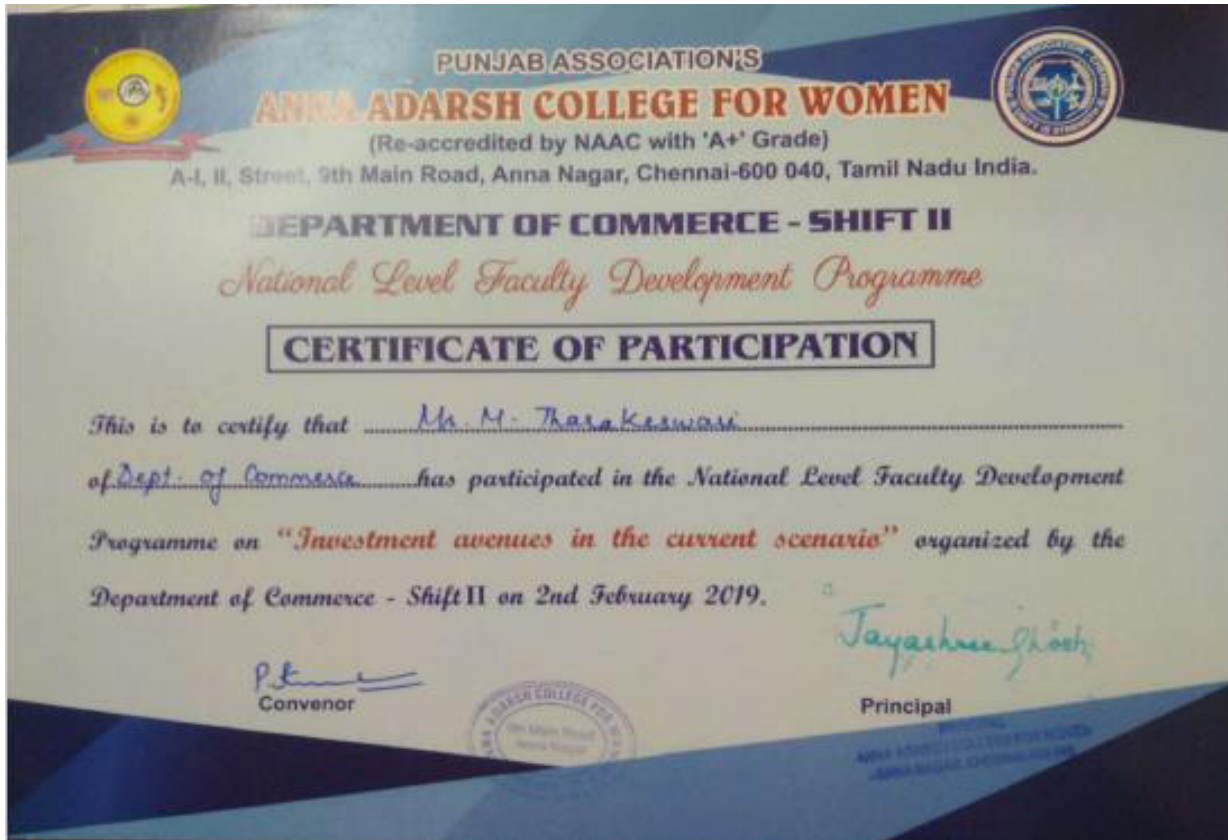 PUNJAB ASSOCIATION'S
ANNA ADARSH COLLEGE FOR WOMEN
(Re-accredited by NAAC with 'A+' Grade)
A-I, II, Street, 9th Main Road, Anna Nagar, Chennai-600 040, Tamil Nadu India.
DEPARTMENT OF COMMERCE - SHIFT II
National Level Faculty Development Programme
CERTIFICATE OF PARTICIPATION
This is to certify that Ms. M. Tharakeswari
of Dept. of Commerce has participated in the National Level Faculty Development
Programme on "Investment avenues in the current scenario" organized by the
Department of Commerce - Shift II on 2nd February 2019.
Jayashree Ghosh
Convenor
Principal